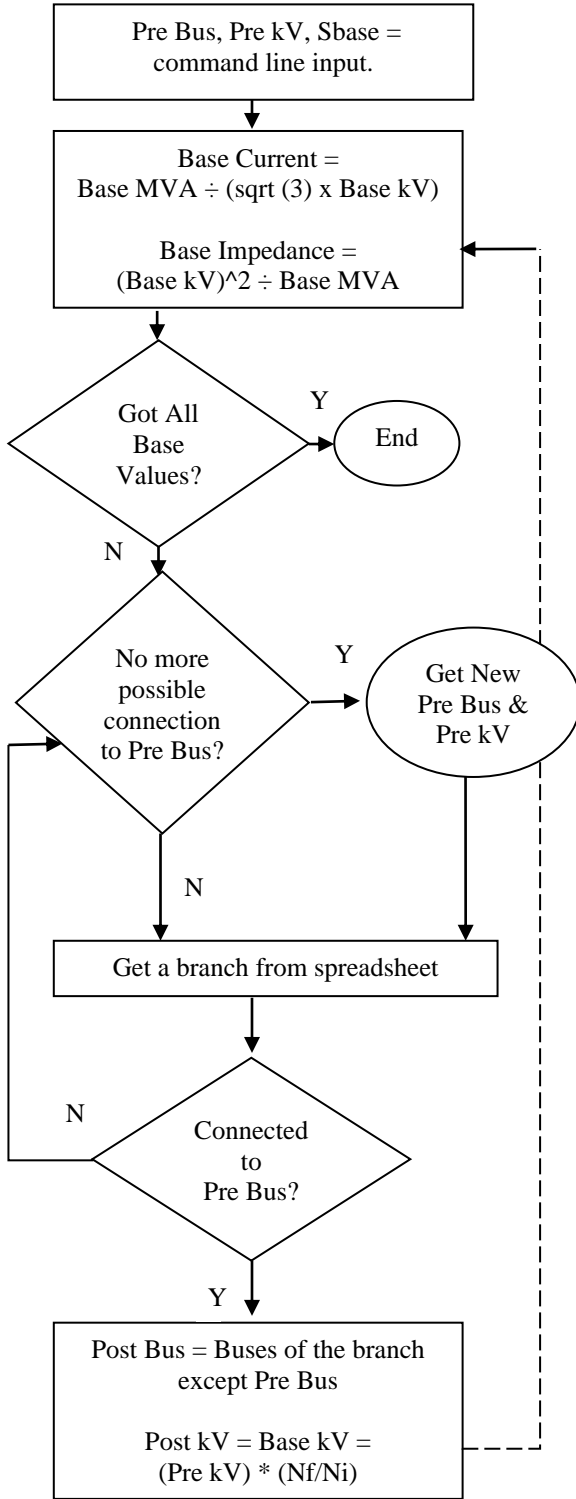 Pre Bus, Pre kV, Sbase =
command line input.
Base Current =
Base MVA ÷ (sqrt (3) x Base kV)
Base Impedance =
(Base kV)^2 ÷ Base MVA
Got All
Base
Values?
Y
End
N
No more
possible
connection
to Pre Bus?
Y
Get New
Pre Bus &
Pre kV
N
Get a branch from spreadsheet
N
Connected
to
Pre Bus?
Y
Post Bus = Buses of the branch
except Pre Bus
Post kV = Base kV =
(Pre kV) * (Nf/Ni)